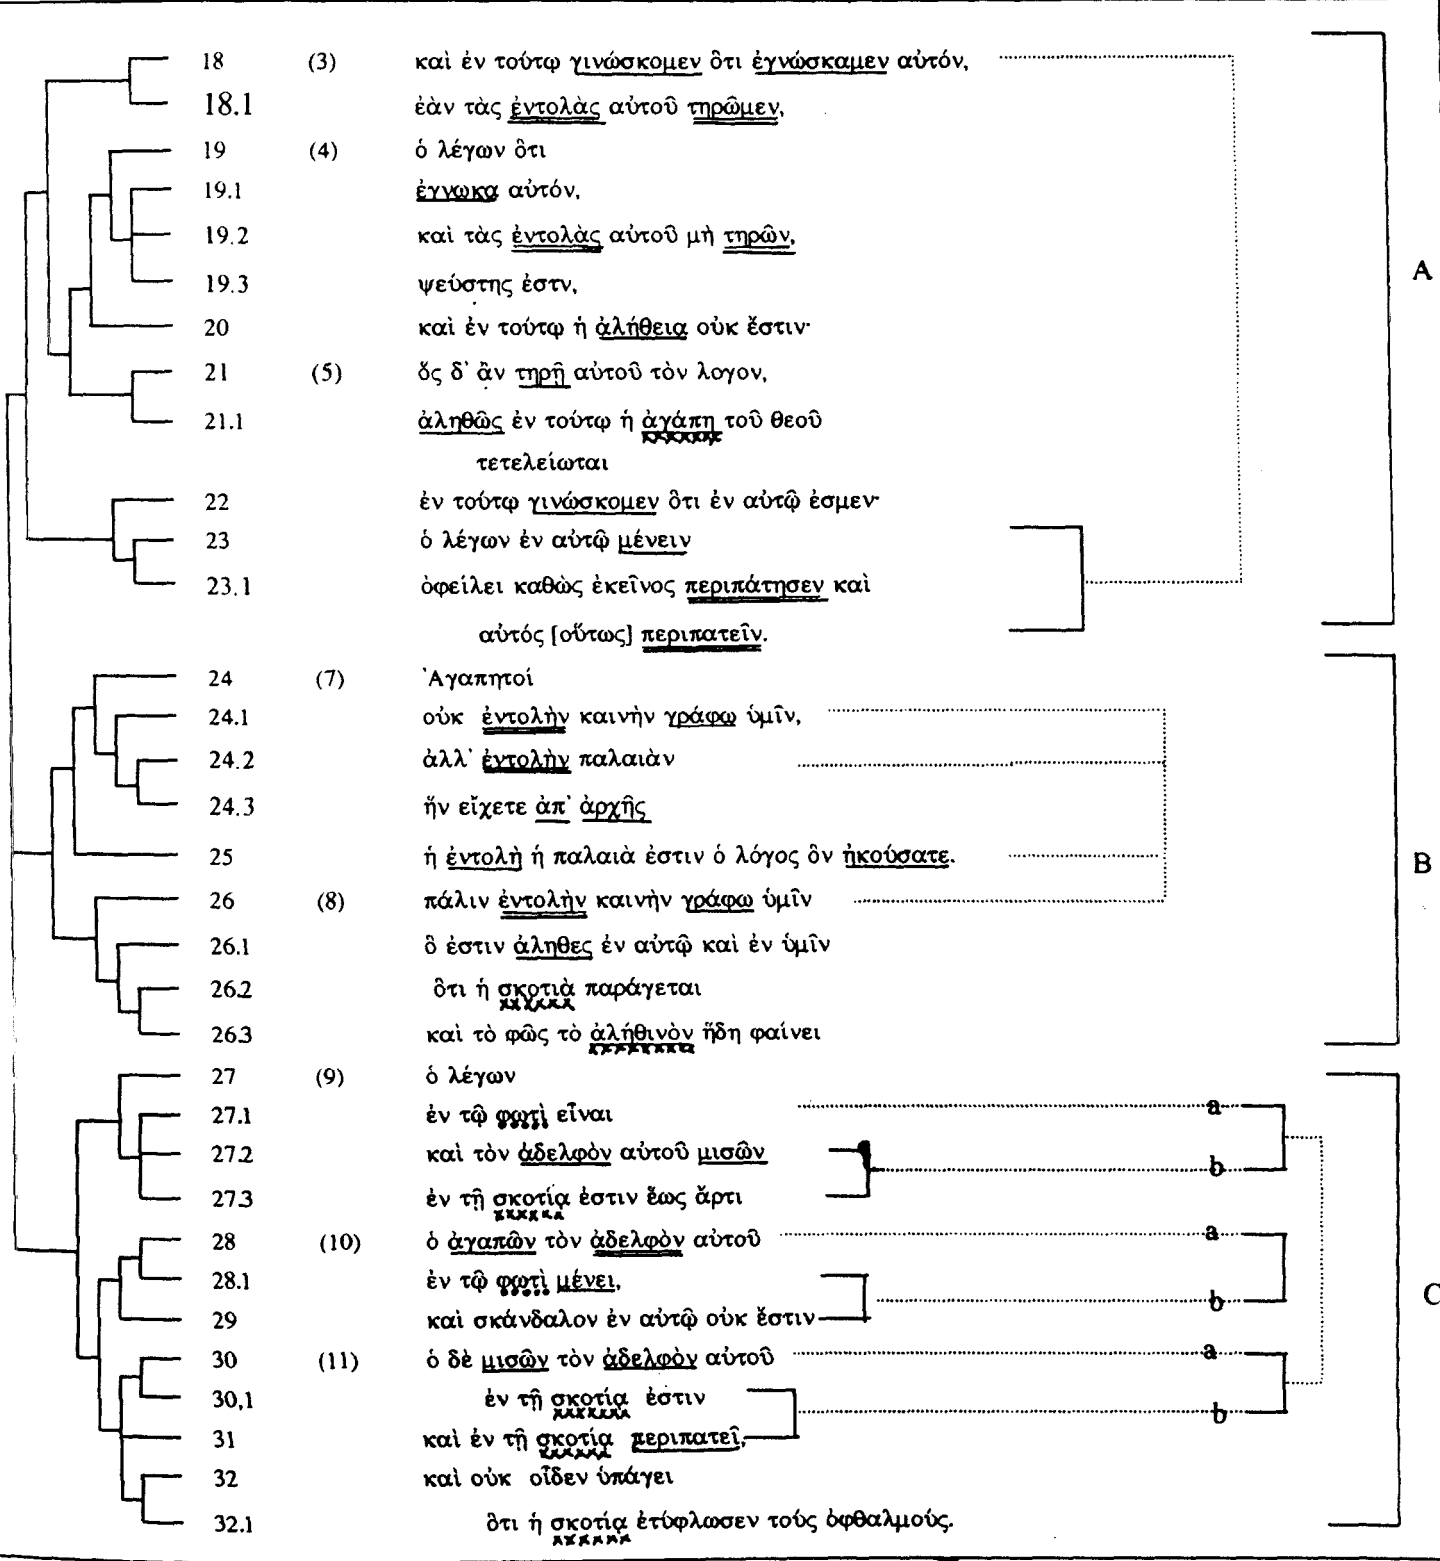 18 (3) καὶ ἐν τούτῳ γινώσκομεν ὃτι ἐγνώσκαμεν αὐτόν,
18.1 ἐὰν τὰς ἐντολὰς αὐτοῦ τηρῶμεν,
19 (4) ὁ λέγων ὃτι
19.1 ἐγνωκα αὐτόν,
19.2 καὶ τὰς ἐντολὰς αὐτοῦ μὴ τηρῶν,
19.3 ψεύστης ἐστν,
A
20 καὶ ἐν τούτῳ ἡ ἀλήθεια οὐκ ἔστιν·
21 (5) ὅς δ᾽ ἂν τηρῇ αὐτοῦ τὸν λογον,
21.1 ἀληθῶς ἐν τούτῳ ἡ ἀγάπη τοῦ θεοῦ
τετελείωται
22 ἐν τούτῳ γινώσκομεν ὃτι ἐν αὐτῷ ἐσμεν·
23 ὁ λέγων ἐν αὐτῷ μένειν
23.1 ὀφείλει καθὼς ἐκεῖνος περιπάτησεν καὶ
αὐτός [οὕτως] περιπατεῖν.
24 (7) Ἀγαπητοί
24.1 οὐκ ἐντολὴν καινὴν γράφω ὑμῖν,
24.2 ἀλλ᾽ ἐντολὴν παλαιὰν
24.3 ἥν εἴχετε ἀπ᾽ ἀρχῆς
25 ἡ ἐντολὴ ἡ παλαιὰ ἐστιν ὁ λόγος ὃν ἠκούσατε.
B
26 (8) πάλιν ἐντολὴν καινὴν γράφω ὑμῖν
26.1 ὃ ἐστιν ἀληθες ἐν αὐτῷ καὶ ἐν ὑμῖν
26.2 ὃτι ἡ σκοτιὰ παράγεται
26.3 καὶ τὸ φῶς τὸ ἀλήθινὸν ἤδη φαίνει
27 (9) ὁ λέγων
27.1 ἐν τῷ φωτὶ εἶναι a
27.2 καὶ τὸν ἀδελφὸν αὐτοῦ μισῶν b
27.3 ἐν τῇ σκοτίᾳ ἐστιν ἕως ἄρτι
28 (10) ὁ ἀγαπῶν τὸν ἀδελφὸν αὐτοῦ a
28.1 ἐν τῷ φωτὶ μένει, b
C
29 καὶ σκάνδαλον ἐν αὐτῷ οὐκ ἔστιν
30 (11) ὁ δὲ μισῶν τὸν ἀδελφὸν αὐτοῦ a
30,1 ἐν τῇ σκοτίᾳ ἐστιν b
31 καὶ ἐν τῇ σκοτίᾳ περιπατεῖ,
32 καὶ οὐκ οἶδεν ὑπάγει
32.1 ὃτι ἡ σκοτία ἐτύφλωσεν τούς ὀφθαλμούς.